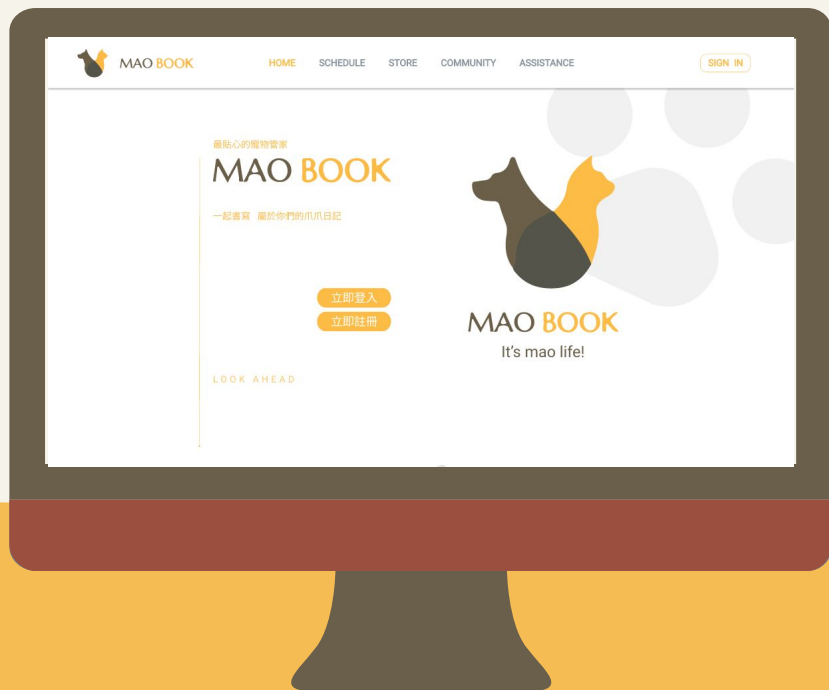 MAO BOOK
HOME SCHEDULE STORE COMMUNITY ASSISTANCE
SIGN IN
最貼心的寵物管家
MAO BOOK
一起書寫 屬於你們的爪爪日記
立即登入
立即註冊
LOOK AHEAD
MAO BOOK
It's mao life!